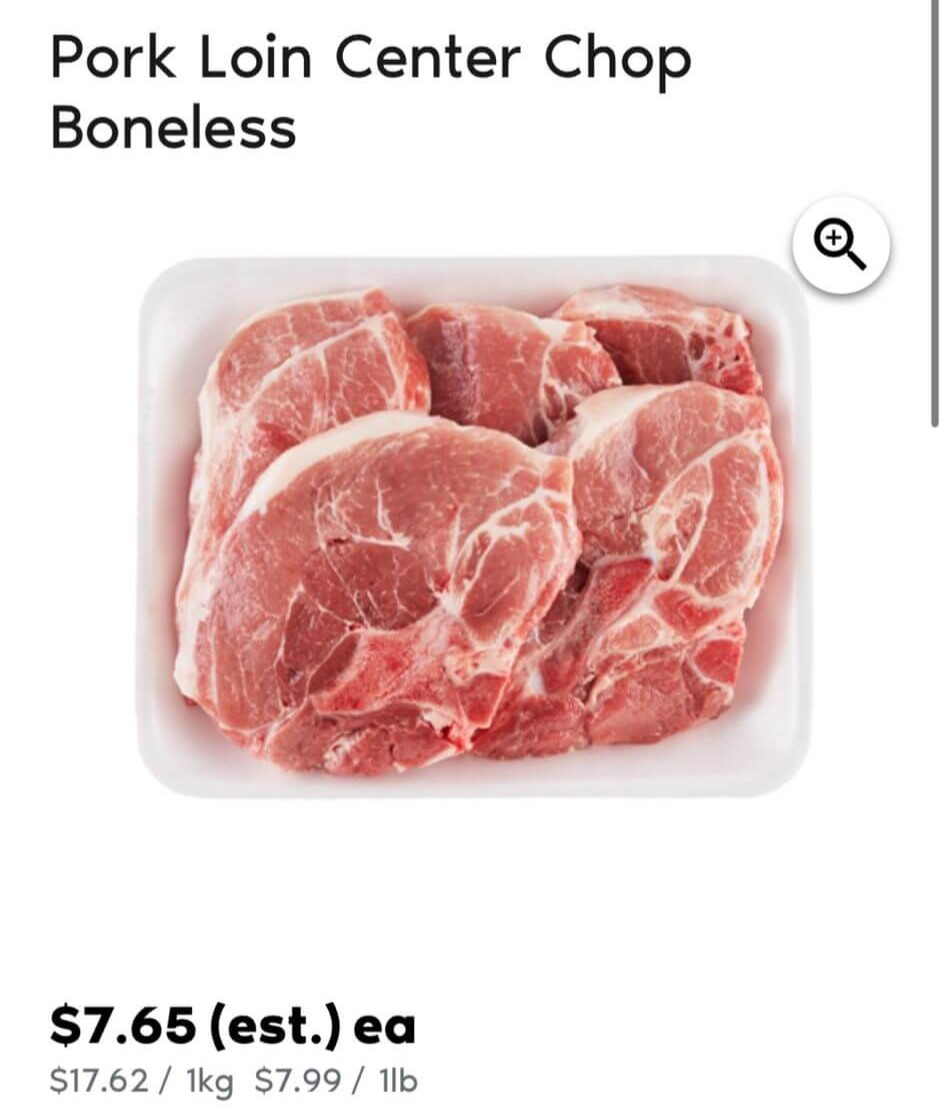 Pork Loin Center Chop
Boneless
$7.65 (est.) ea
$17.62 / 1kg $7.99 / 1lb